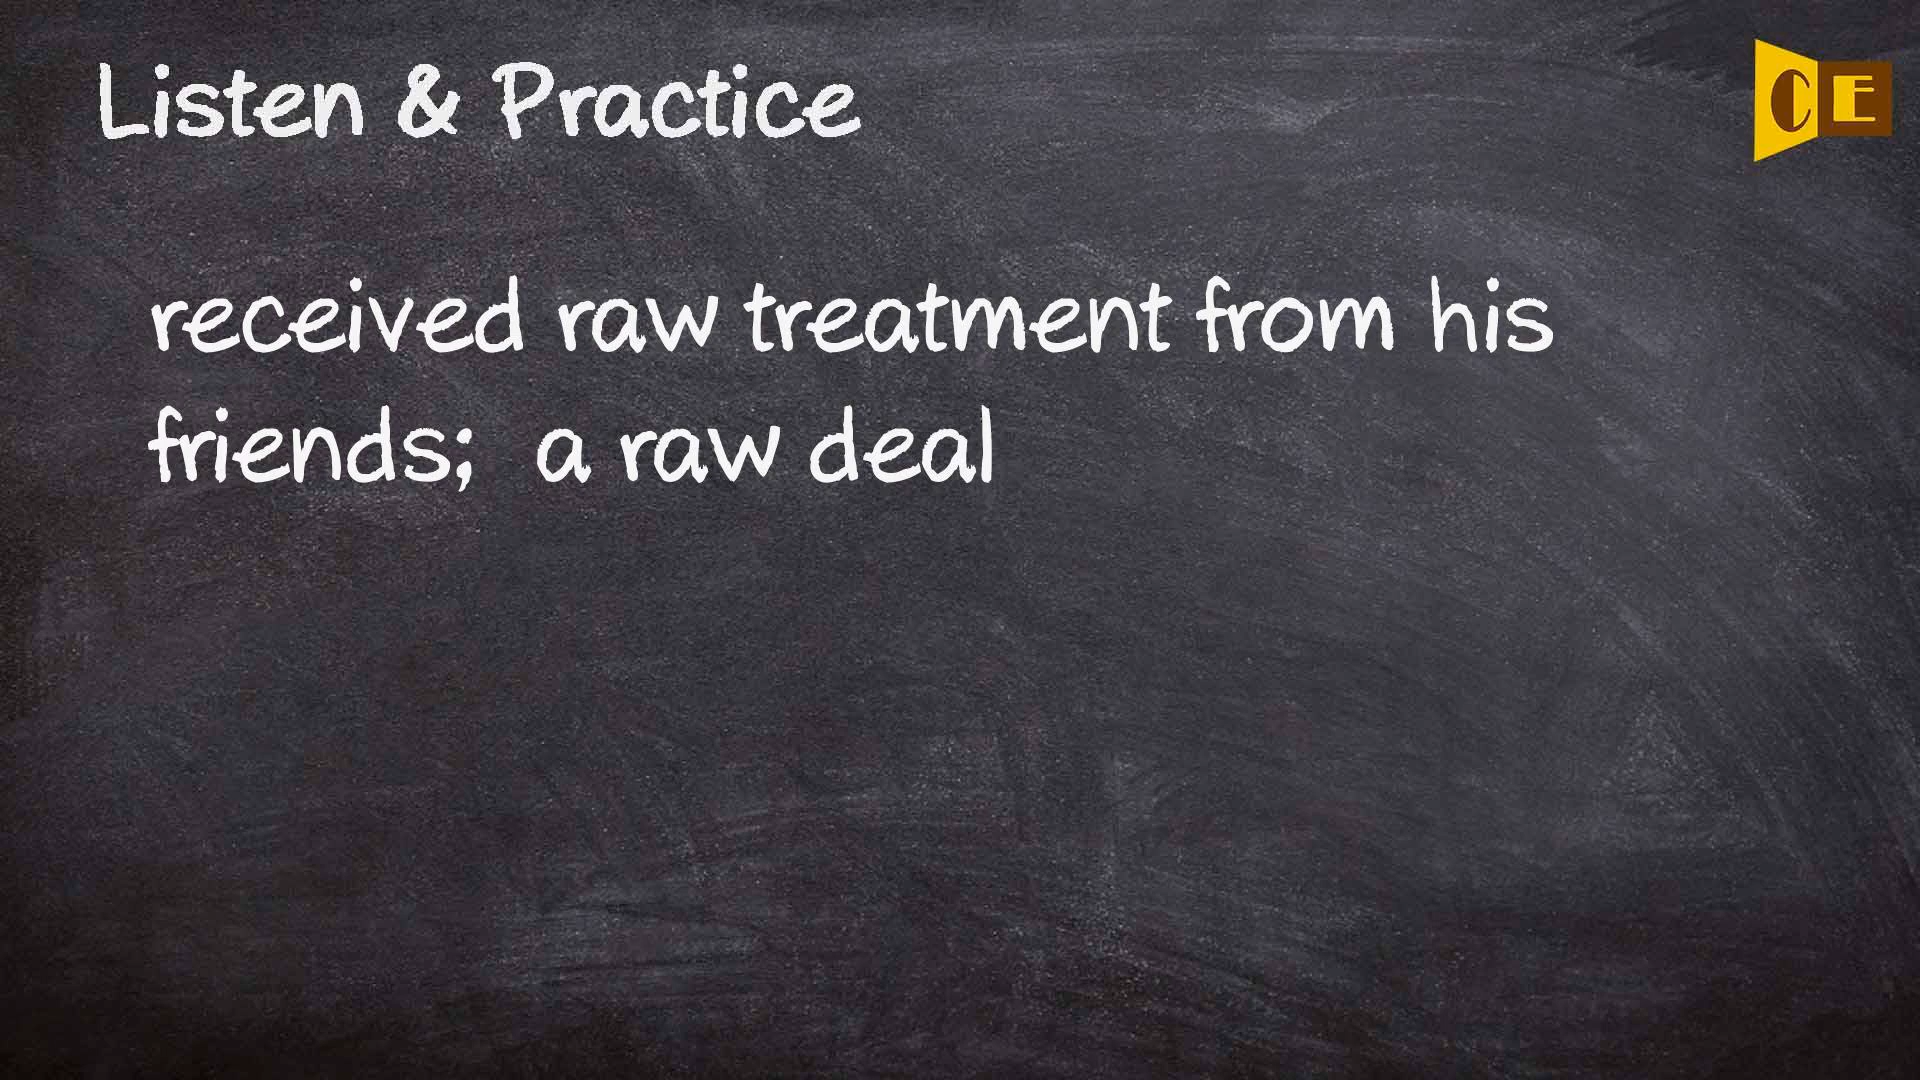 Listen & Practice
CE
received raw treatment from his
friends;  a raw deal